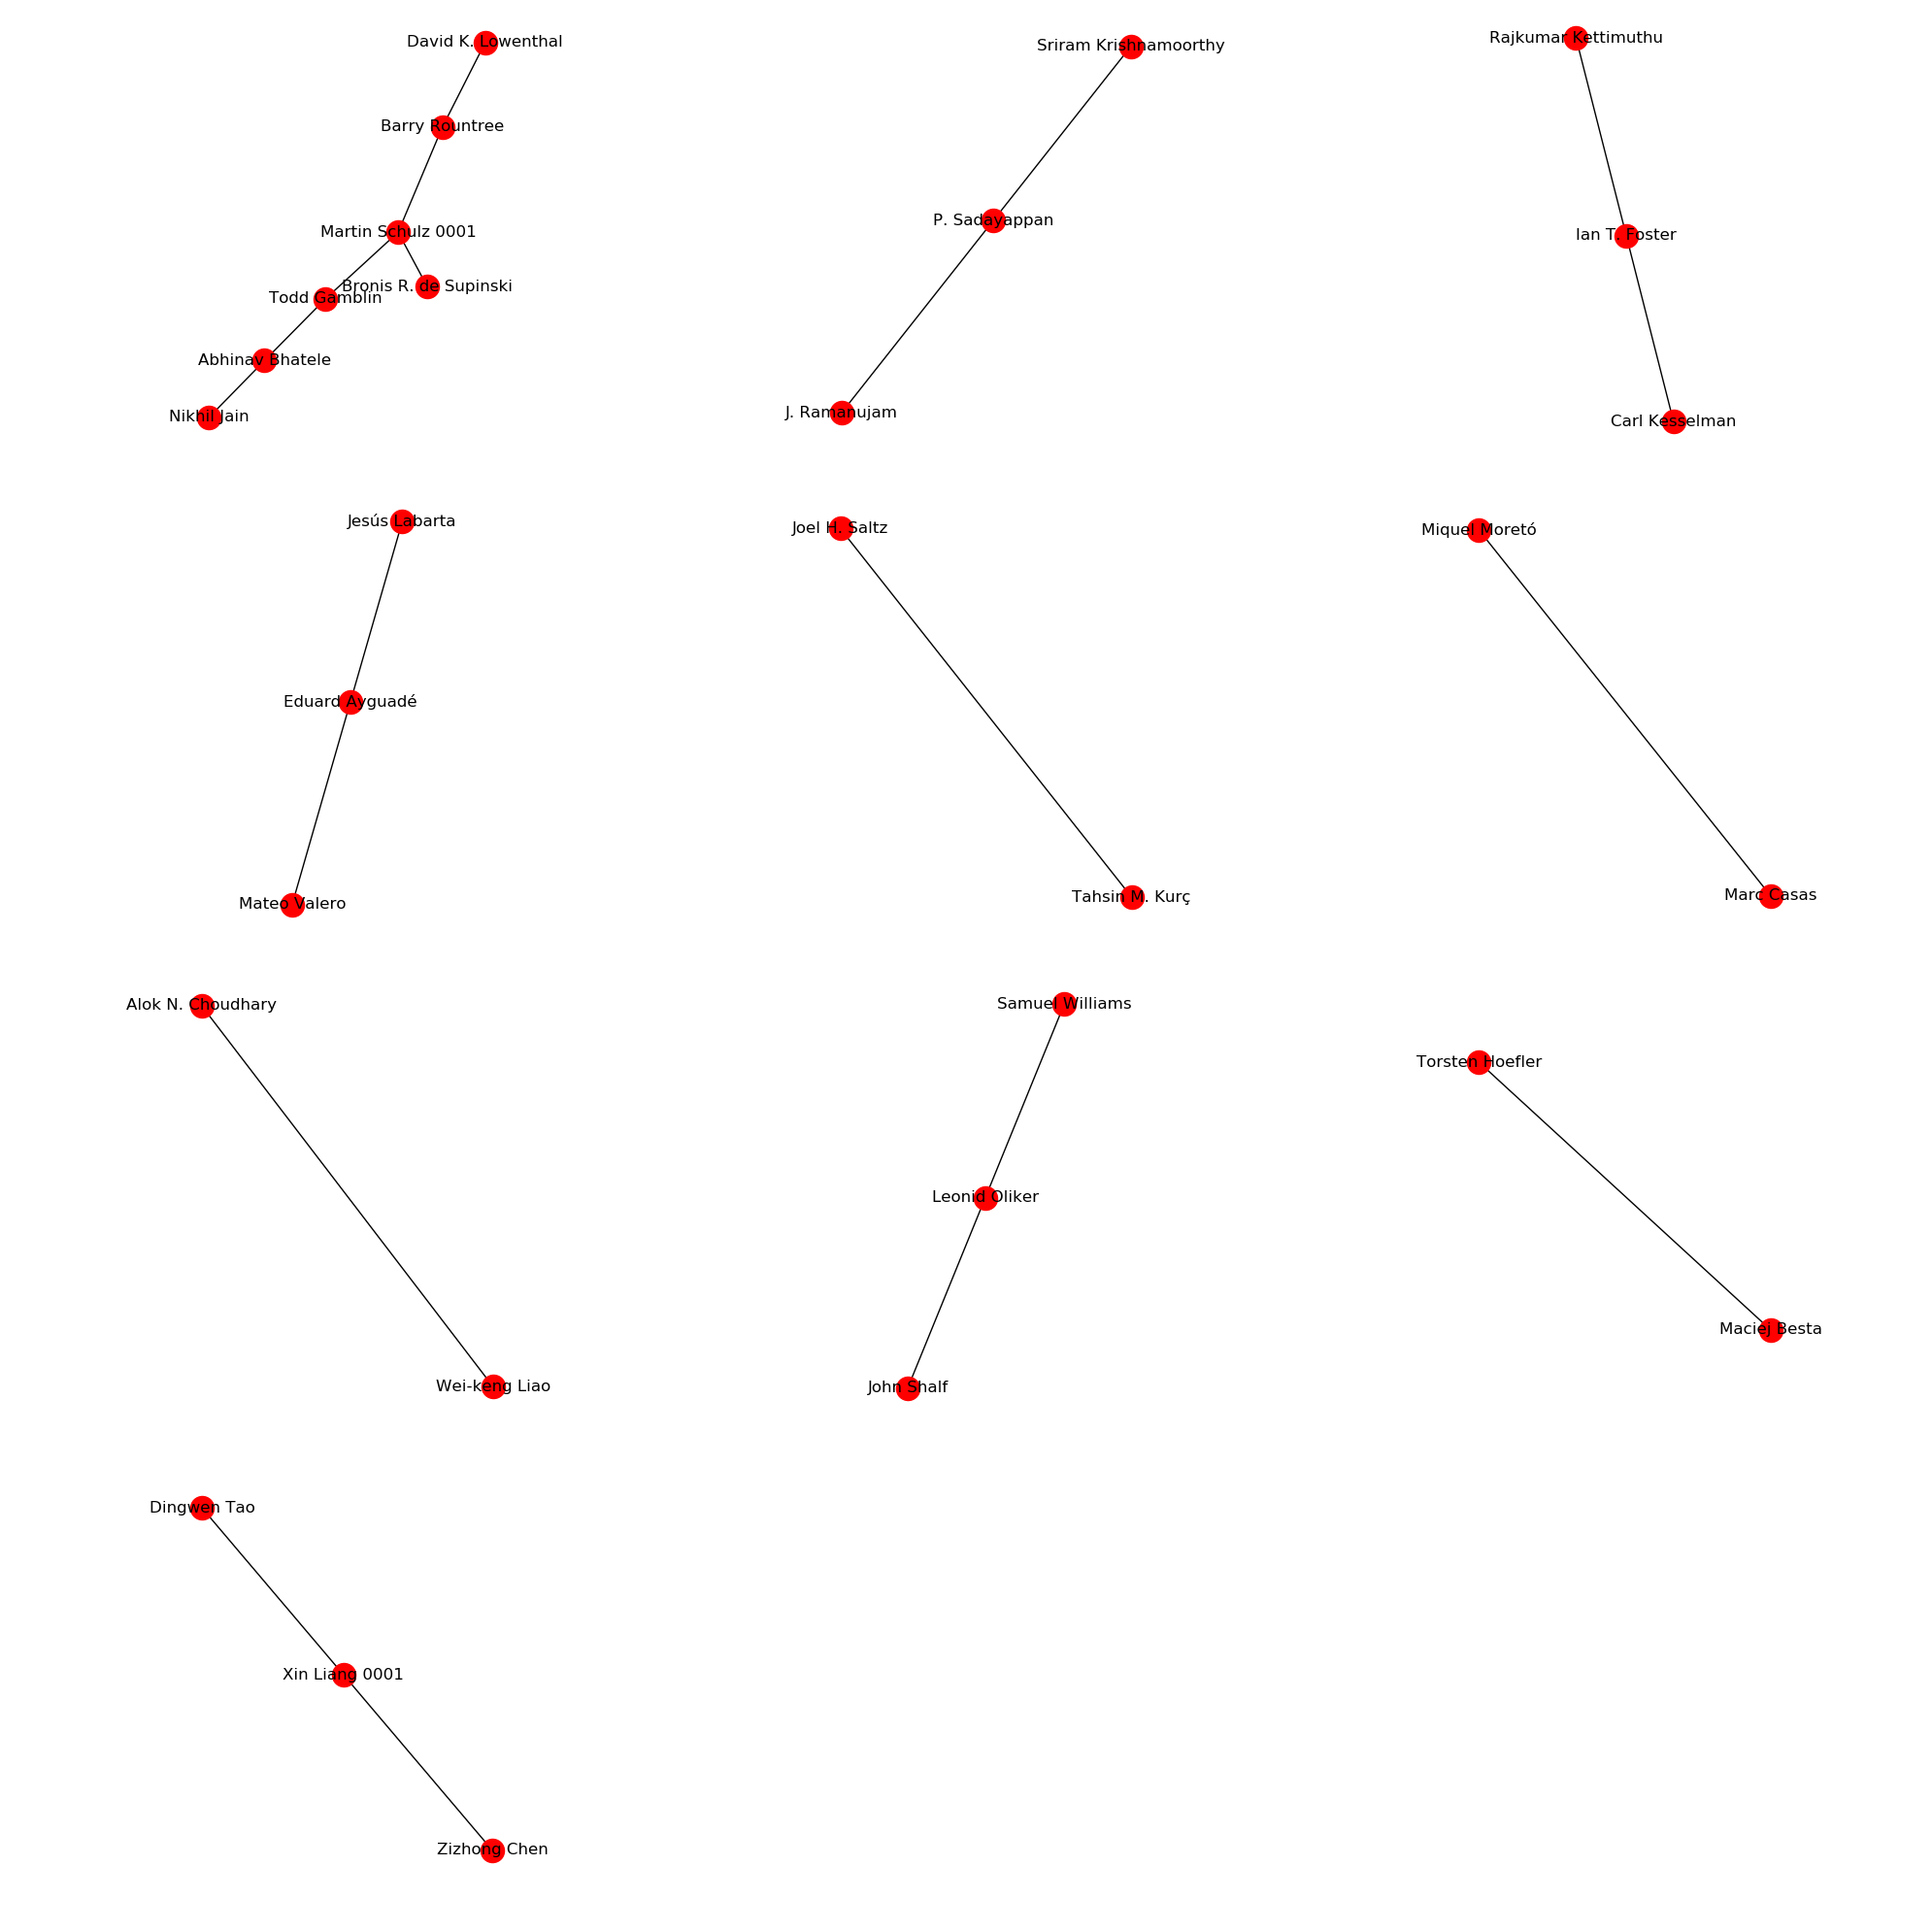 David K. Lowenthal
Barry Rountree
Martin Schulz 0001
Bronis R. de Supinski
Todd Gamblin
Abhinav Bhatele
Nikhil Jain
Sriram Krishnamoorthy
P. Sadayappan
J. Ramanujam
Rajkumar Kettimuthu
Ian T. Foster
Carl Kesselman
Jesús Labarta
Eduard Ayguadé
Mateo Valero
Joel H. Saltz
Tahsin M. Kurç
Miquel Moretó
Marc Casas
Alok N. Choudhary
Wei-keng Liao
Samuel Williams
Leonid Oliker
John Shalf
Torsten Hoefler
Maciej Besta
Dingwen Tao
Xin Liang 0001
Zizhong Chen